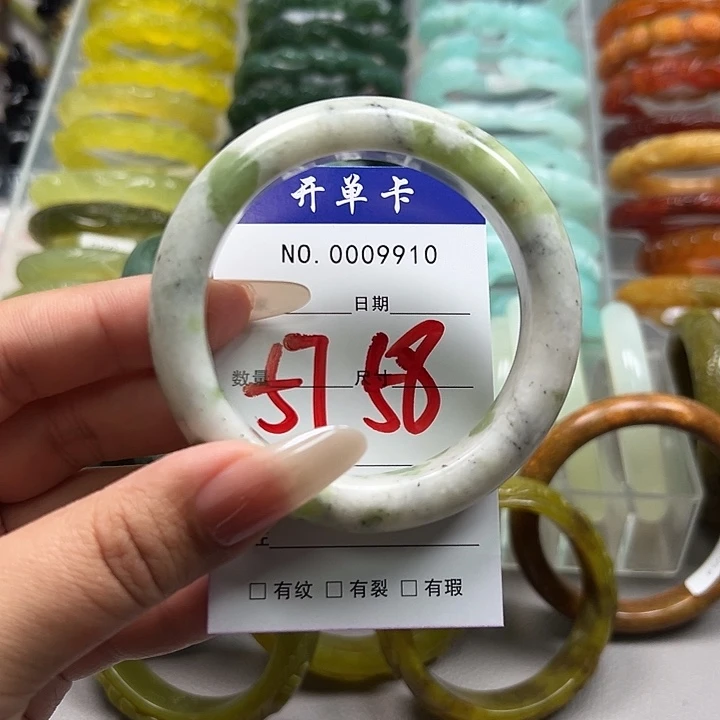 开单卡
NO. 0009910
日期
数量 57 尺寸 58
□有纹 □有裂 □有瑕